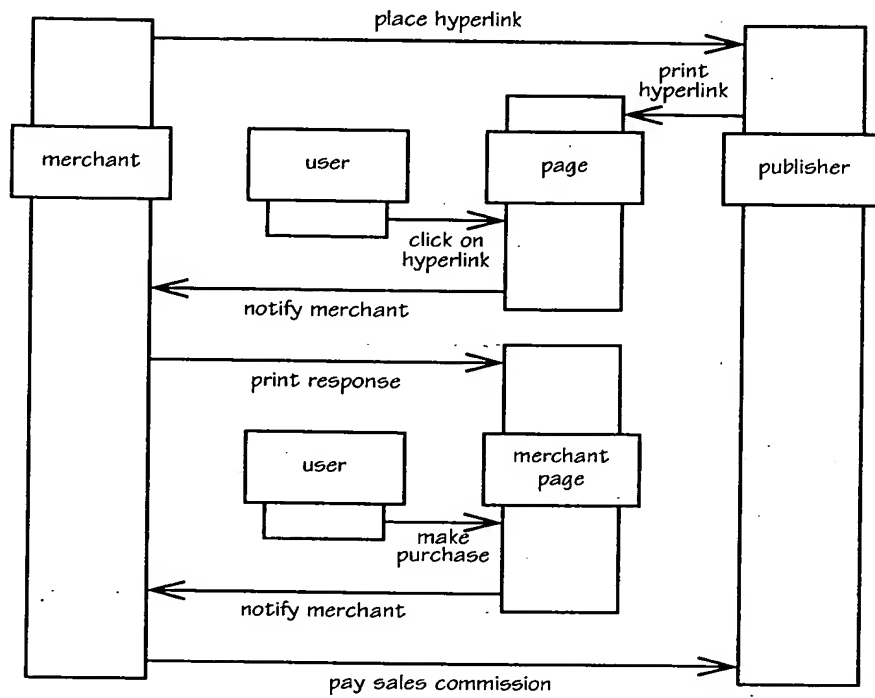 place hyperlink
print
hyperlink
merchant
user
page
publisher
click on
hyperlink
notify merchant
print response
user
merchant
page
make
purchase
notify merchant
pay sales commission